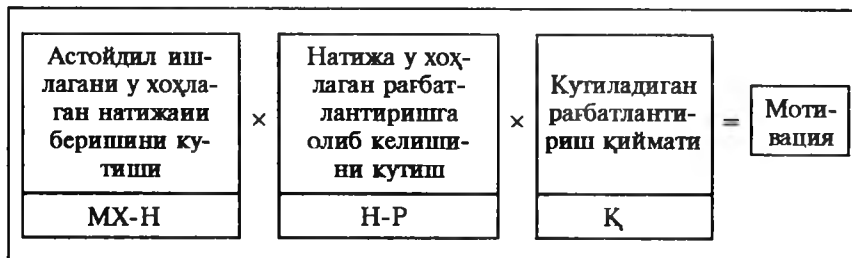 Астойдил иш-
лагани у хоҳла-
ган натижаии
беришини ку-
тиши
МХ-Н
×
Натижа у хоҳ-
лаган рағбат-
лантиришга
олиб келиши-
ни кутиш
Н-Р
×
Кутиладиган
рағбатланти-
риш қиймати
Қ
=
Моти-
вация